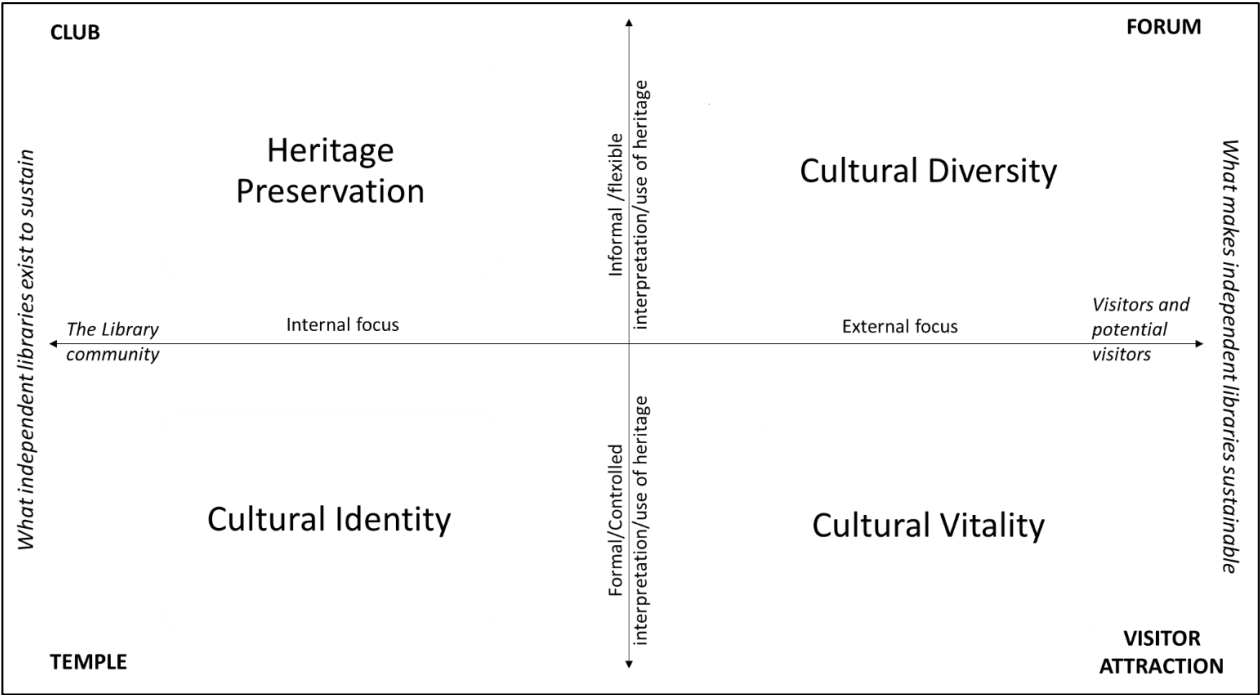 CLUB
FORUM
Heritage
Preservation
Cultural Diversity
What independent libraries exist to sustain
Informal /flexible
interpretation/use of heritage
What makes independent libraries sustainable
The Library
community
Internal focus
External focus
Visitors and
potential
visitors
Cultural Identity
Formal/Controlled
interpretation/use of heritage
Cultural Vitality
TEMPLE
VISITOR
ATTRACTION